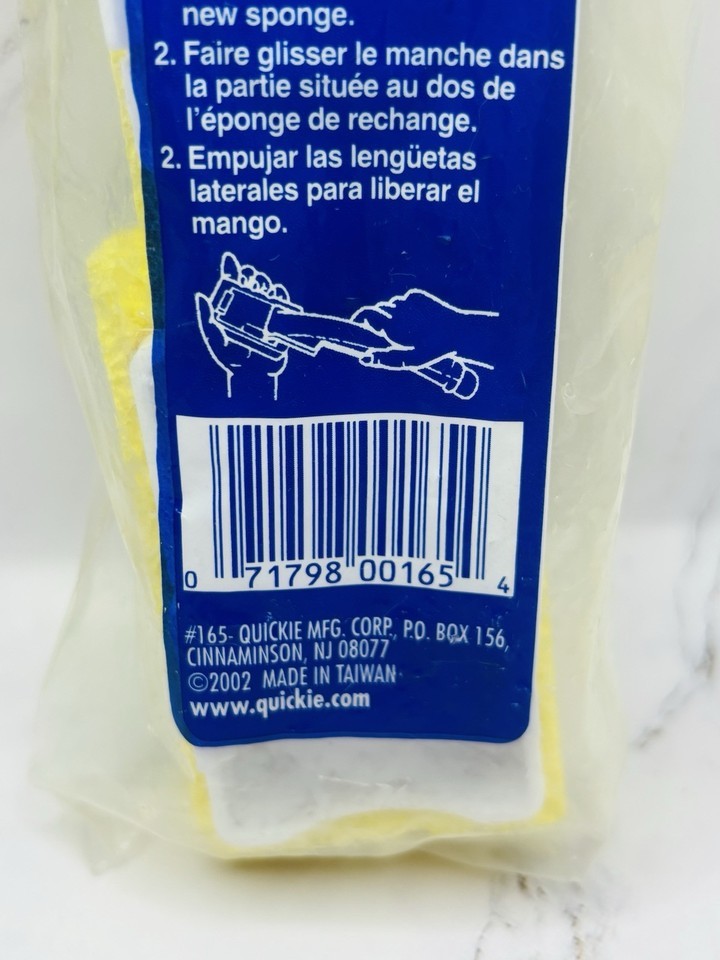 new sponge.
2. Faire glisser le manche dans
la partie située au dos de
l'éponge de rechange.
2. Empujar las lengüetas
laterales para liberar el
mango.
0 71798 00165 4
#165- QUICKIE MFG. CORP., P.O. BOX 156,
CINNAMINSON, NJ 08077
©2002 MADE IN TAIWAN
www.quickie.com